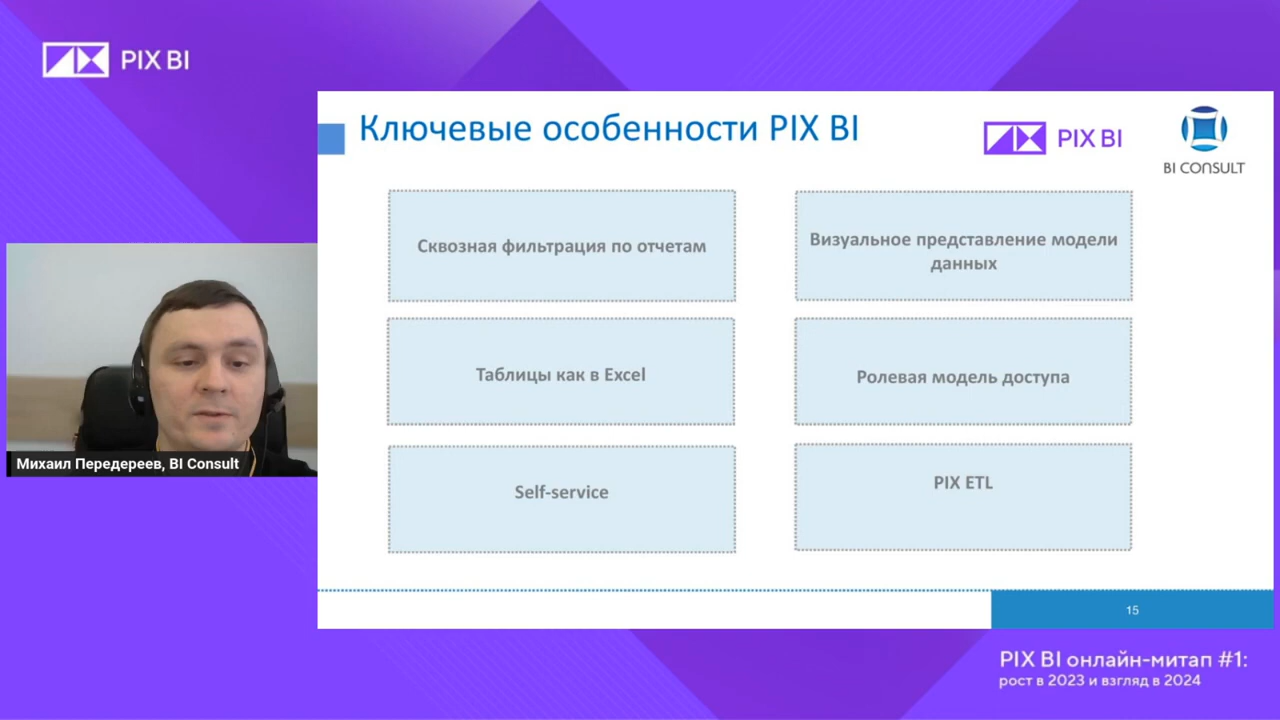 PIX BI
Ключевые особенности PIX BI
PIX BI
BI CONSULT
Сквозная фильтрация по отчетам
Визуальное представление модели
данных
Таблицы как в Excel
Ролевая модель доступа
Self-service
PIX ETL
Михаил Передереев, BI Consult
15
PIX BI онлайн-митап #1:
рост в 2023 и взгляд в 2024